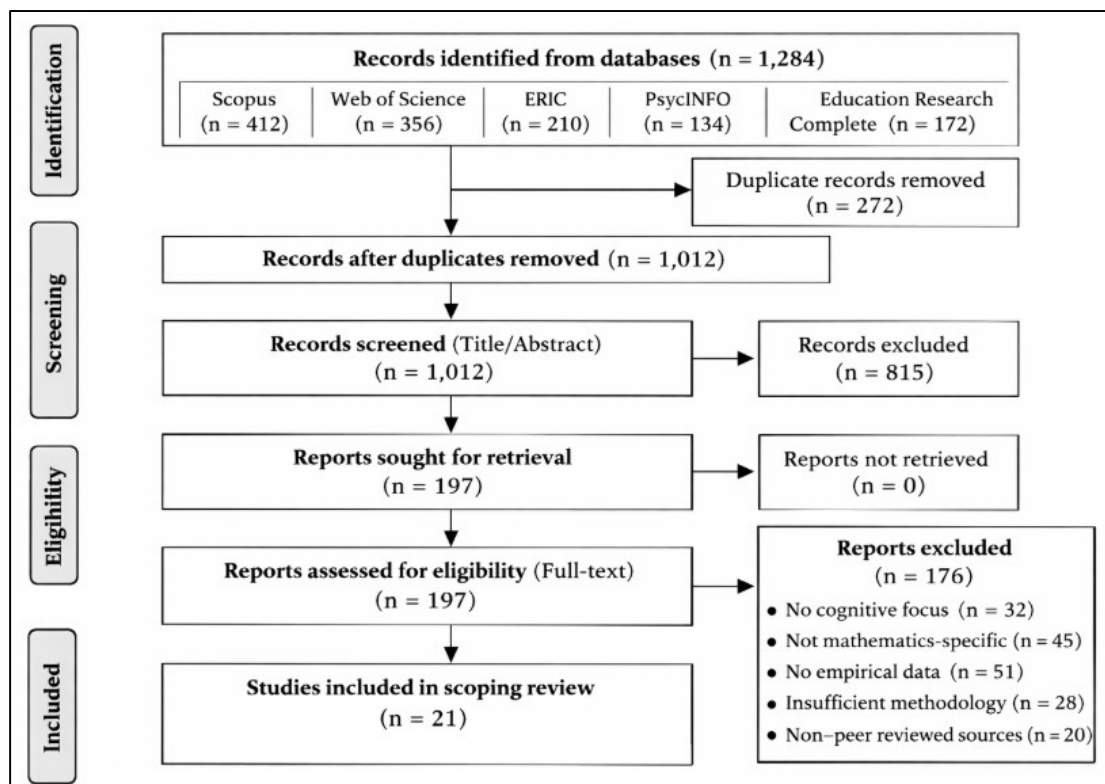 Identification
Records identified from databases (n = 1,284)
Scopus
(n = 412)
Web of Science
(n = 356)
ERIC
(n = 210)
PsycINFO
(n = 134)
Education Research
Complete (n = 172)
Duplicate records removed
(n = 272)
Screening
Records after duplicates removed (n = 1,012)
Records screened (Title/Abstract)
(n = 1,012)
Records excluded
(n = 815)
Eligihility
Reports sought for retrieval
(n = 197)
Reports not retrieved
(n = 0)
Reports assessed for eligibility (Full-text)
(n = 197)
Reports excluded
(n = 176)
• No cognitive focus (n = 32)
• Not mathematics-specific (n = 45)
• No empirical data (n = 51)
• Insufficient methodology (n = 28)
• Non–peer reviewed sources (n = 20)
Included
Studies included in scoping review
(n = 21)